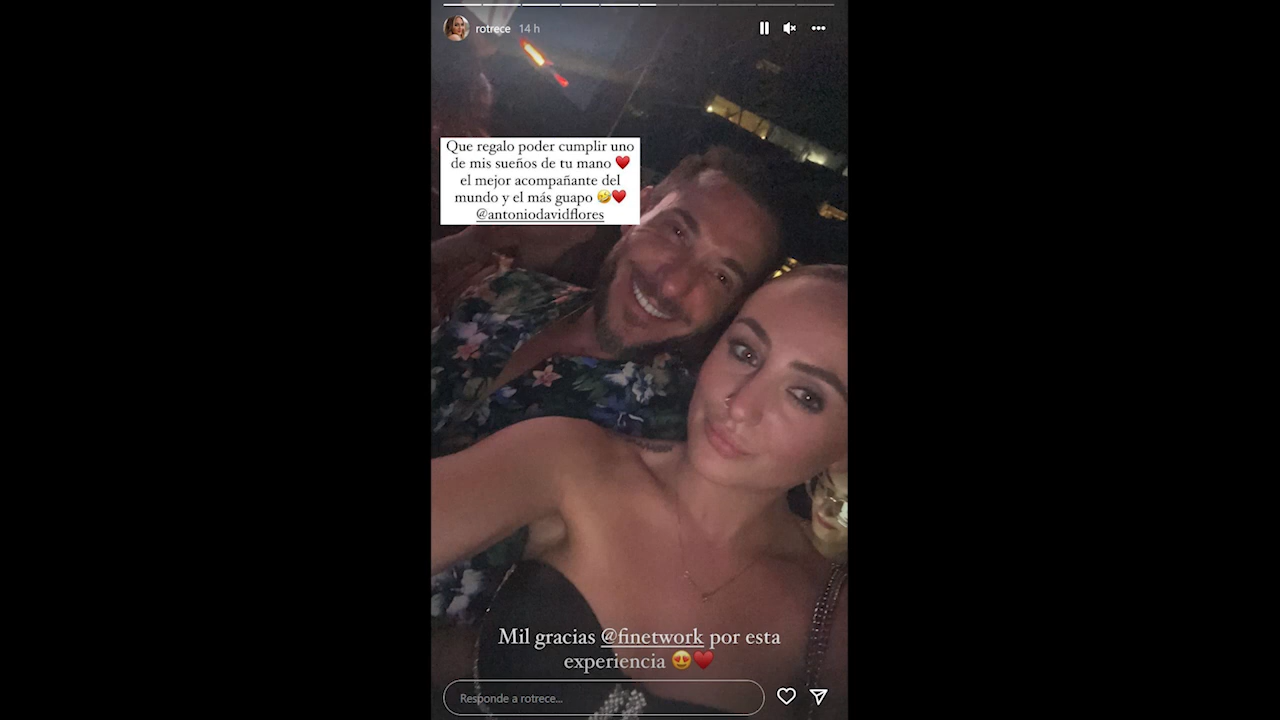 rotrece 14 h
Que regalo poder cumplir uno
de mis sueños de tu mano ♥️
el mejor acompañante del
mundo y el más guapo 🤣♥️
@antoniodavidflores
Mil gracias @finetwork por esta
experiencia 😍♥️
Responde a rotrece...